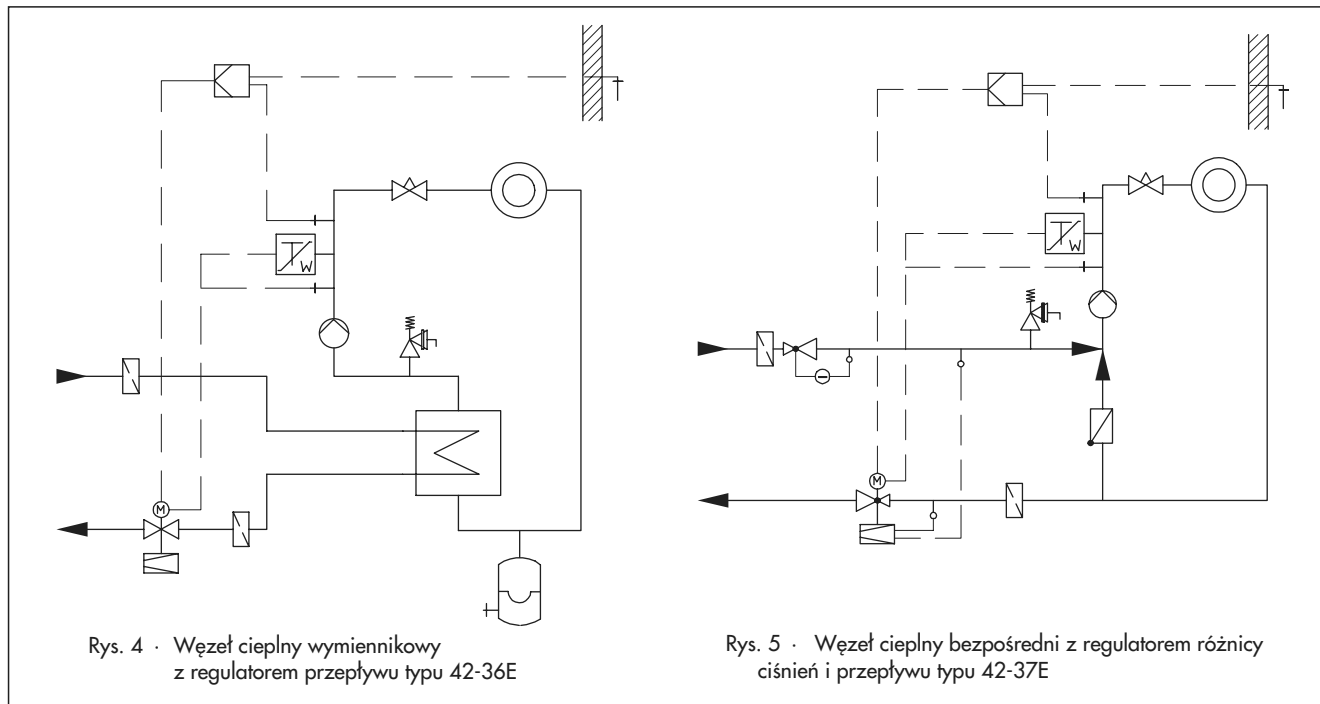 T
W
M
T
W
M
Rys. 4 · Węzeł cieplny wymiennikowy
z regulatorem przepływu typu 42-36E
Rys. 5 · Węzeł cieplny bezpośredni z regulatorem różnicy
ciśnień i przepływu typu 42-37E